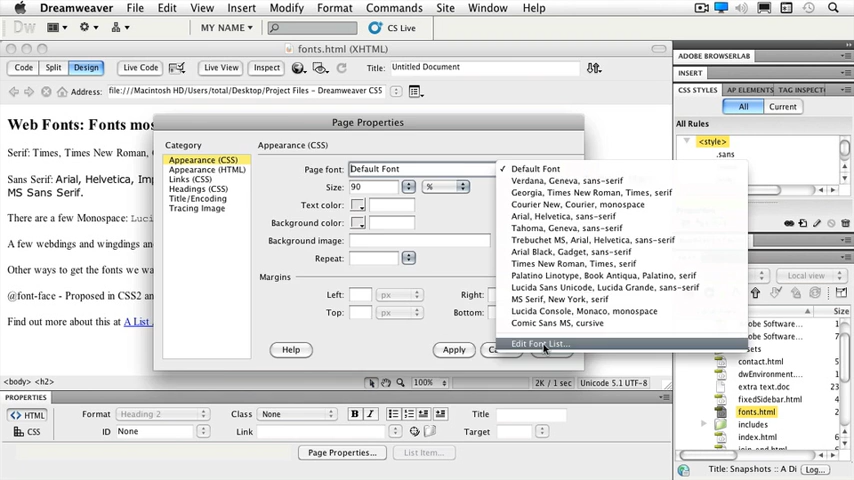 Dreamweaver File Edit View Insert Modify Format Commands Site Window Help
Dw MY NAME CS Live
fonts.html (XHTML)
Code Split Design Live Code Live View Inspect Title: Untitled Document
Address: file:///Macintosh HD/Users/total/Desktop/Project Files – Dreamweaver CS5
Web Fonts: Fonts mos
Serif: Times, Times New Roman,
Sans Serif: Arial, Helvetica, Imp
MS Sans Serif.
There are a few Monospace: Luci
A few webdings and wingdings an
Other ways to get the fonts we wa
@font-face - Proposed in CSS2 an
Find out more about this at A List
Page Properties
Category
Appearance (CSS)
Appearance (HTML)
Links (CSS)
Headings (CSS)
Title/Encoding
Tracing Image
Appearance (CSS)
Page font: Default Font
Size: 90 %
Text color:
Background color:
Background image:
Repeat:
Margins
Left: px Right:
Top: px Bottom:
Help Apply
✓ Default Font
Verdana, Geneva, sans-serif
Georgia, Times New Roman, Times, serif
Courier New, Courier, monospace
Arial, Helvetica, sans-serif
Tahoma, Geneva, sans-serif
Trebuchet MS, Arial, Helvetica, sans-serif
Arial Black, Gadget, sans-serif
Times New Roman, Times, serif
Palatino Linotype, Book Antiqua, Palatino, serif
Lucida Sans Unicode, Lucida Grande, sans-serif
MS Serif, New York, serif
Lucida Console, Monaco, monospace
Comic Sans MS, cursive
Edit Font List...
ADOBE BROWSERLAB
INSERT
CSS STYLES AP ELEMENTS TAG INSPECT
All Current
All Rules
<style>
.sans
Local view
sets
contact.html
dwEnvironmen...
extra text.doc
fixedSidebar.html
fonts.html 2
includes
index.html
<body> <h2> 100% 2K / 1 sec Unicode 5.1 UTF-8
PROPERTIES
HTML Format Heading 2 Class None B I Title
CSS ID None Link Target
Page Properties... List Item...
Title: Snapshots :: A Di Log...